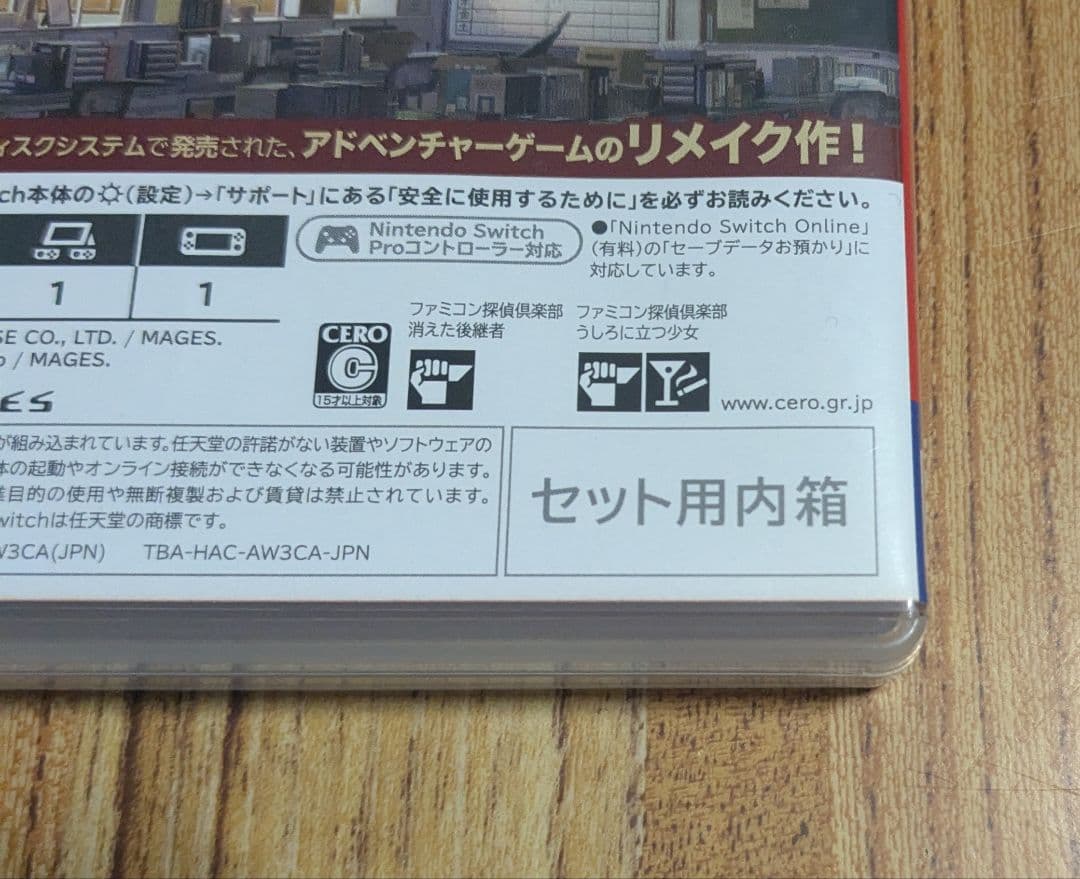 ィスクシステムで発売された、アドベンチャーゲームのリメイク作!
ch本体の(設定)→「サポート」にある「安全に使用するために」を必ずお読みください。
1
1
Nintendo Switch
Proコントローラー対応
●「Nintendo Switch Online」
(有料)の「セーブデータお預かり」に
対応しています。
SE CO., LTD. / MAGES.
/ MAGES.
ES
CERO
C
15才以上対象
ファミコン探偵倶楽部
消えた後継者
ファミコン探偵倶楽部
うしろに立つ少女
www.cero.gr.jp
が組み込まれています。任天堂の許諾がない装置やソフトウェアの
体の起動やオンライン接続ができなくなる可能性があります。
業目的の使用や無断複製および賃貸は禁止されています。
witchは任天堂の商標です。
W3CA(JPN) TBA-HAC-AW3CA-JPN
セット用内箱